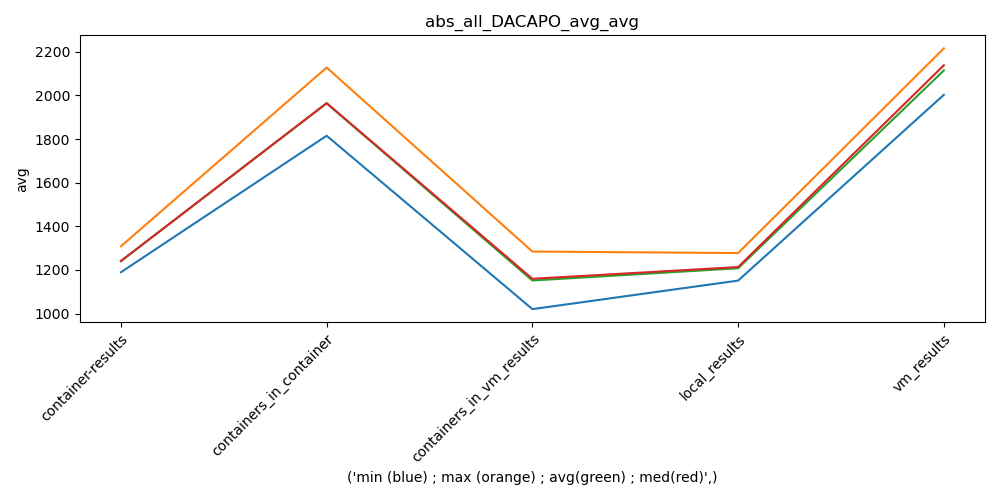 abs_all_DACAPO_avg_avg
avg
2200
2000
1800
1600
1400
1200
1000
container-results
containers_in_container
containers_in_vm_results
local_results
vm_results
('min (blue) ; max (orange) ; avg(green) ; med(red)',)